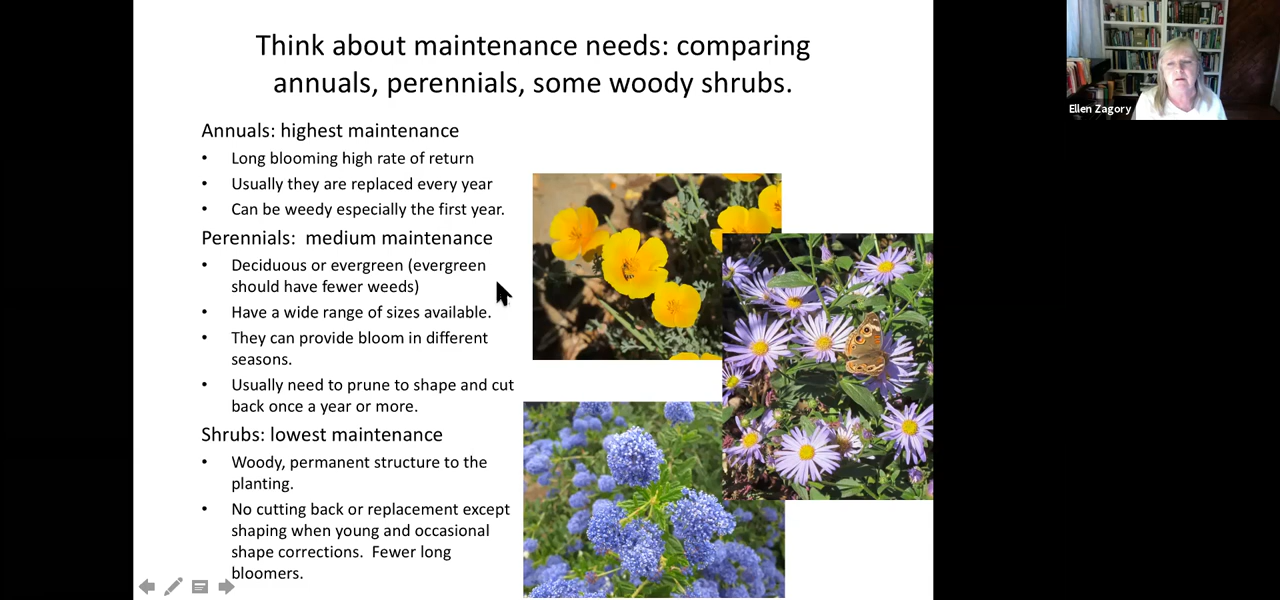 Think about maintenance needs: comparing
annuals, perennials, some woody shrubs.
Annuals: highest maintenance
• Long blooming high rate of return
• Usually they are replaced every year
• Can be weedy especially the first year.
Perennials:  medium maintenance
• Deciduous or evergreen (evergreen
should have fewer weeds)
• Have a wide range of sizes available.
• They can provide bloom in different
seasons.
• Usually need to prune to shape and cut
back once a year or more.
Shrubs: lowest maintenance
• Woody, permanent structure to the
planting.
• No cutting back or replacement except
shaping when young and occasional
shape corrections.  Fewer long
bloomers.
Ellen Zagory